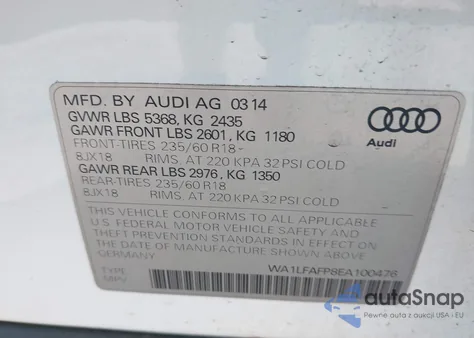 MFD. BY AUDI AG 0314
GVWR LBS 5368, KG 2435
GAWR FRONT LBS 2601, KG 1180
FRONT-TIRES 235/60 R18-
8JX18 RIMS. AT 220 KPA 32 PSI COLD
GAWR REAR LBS 2976, KG 1350
REAR-TIRES 235/60 R18
8JX18 RIMS. AT 220 KPA 32 PSI COLD
THIS VEHICLE CONFORMS TO ALL APPLICABLE
U.S. FEDERAL MOTOR VEHICLE SAFETY AND
THEFT PREVENTION STANDARDS IN EFFECT ON
THE DATE OF MANUFACTURE SHOWN ABOVE
GERMANY
WA1LFAFP8EA100476
TYPE:
MPV
Audi
autoSnap
Pewne auta z aukcji USA i EU